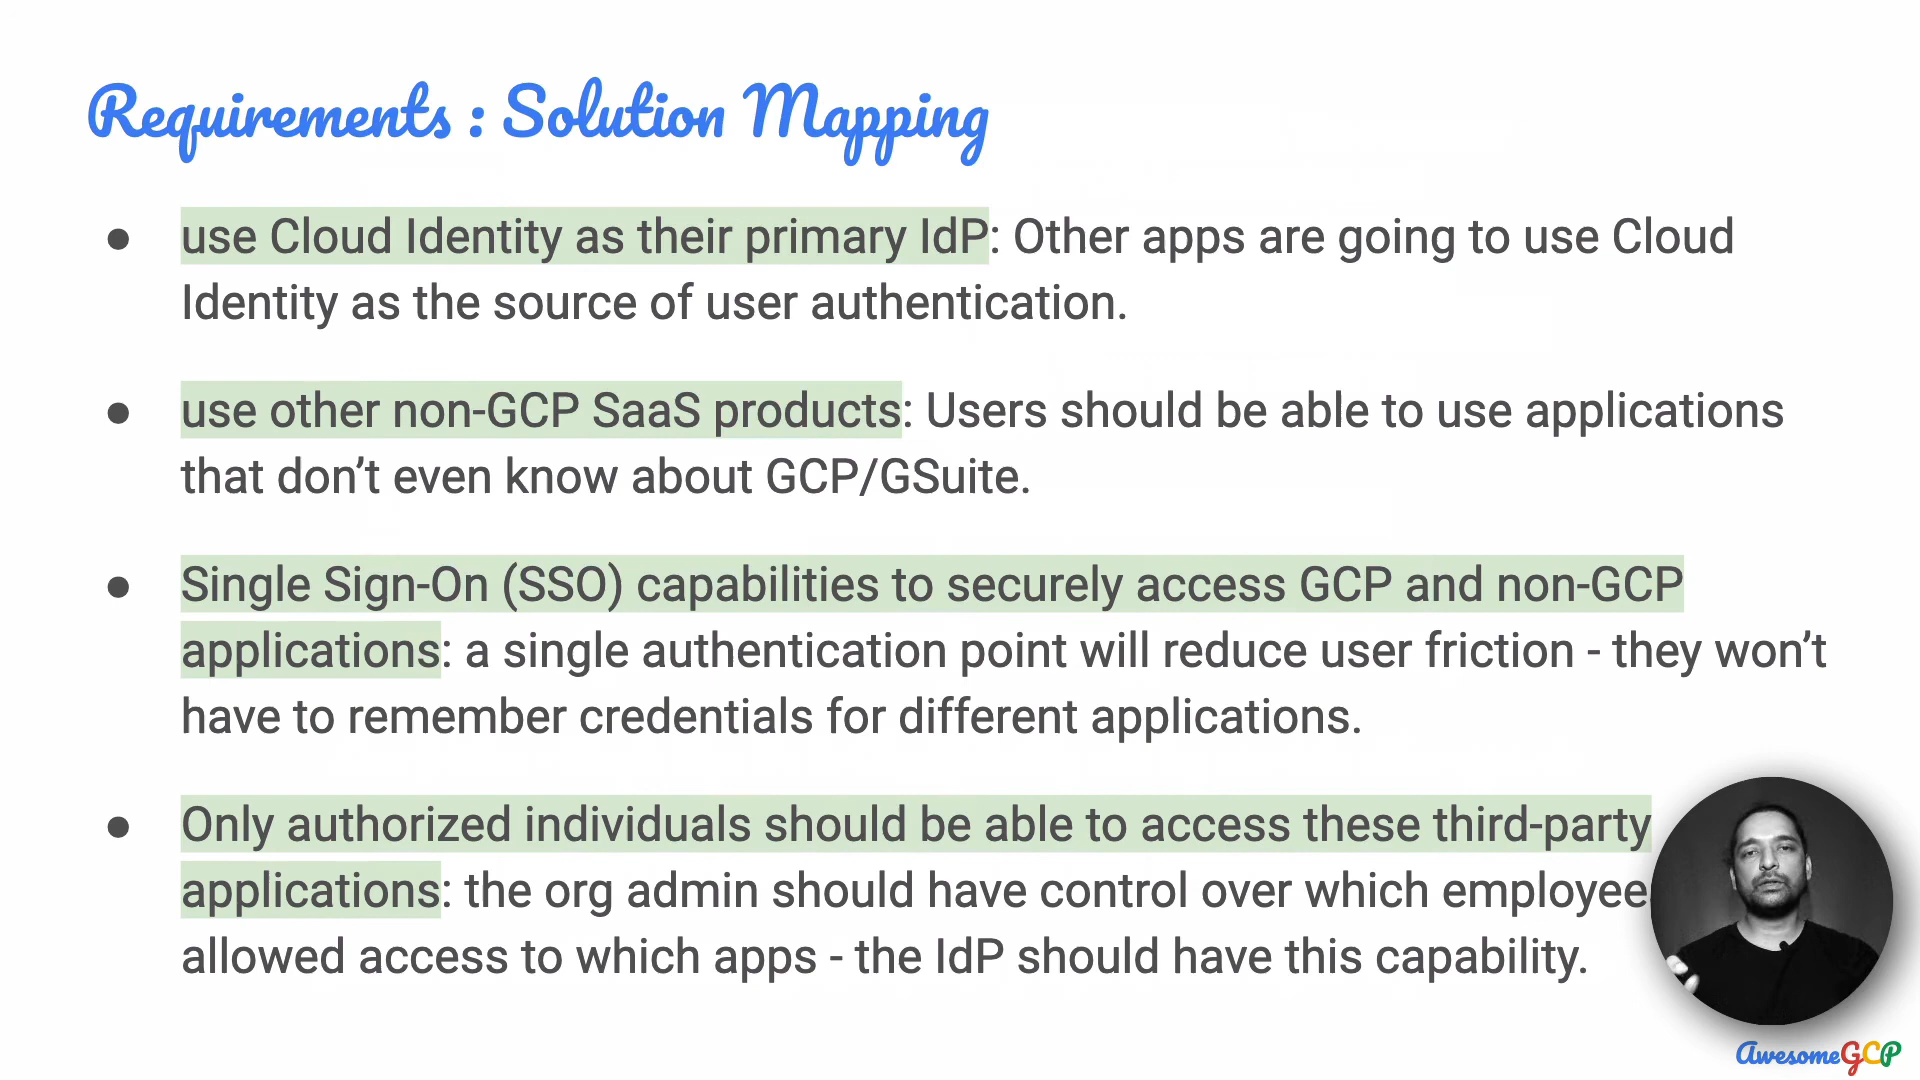 Requirements : Solution Mapping
● use Cloud Identity as their primary IdP: Other apps are going to use Cloud
Identity as the source of user authentication.
● use other non-GCP SaaS products: Users should be able to use applications
that don’t even know about GCP/GSuite.
● Single Sign-On (SSO) capabilities to securely access GCP and non-GCP
applications: a single authentication point will reduce user friction - they won’t
have to remember credentials for different applications.
● Only authorized individuals should be able to access these third-party
applications: the org admin should have control over which employee
allowed access to which apps - the IdP should have this capability.
AwesomeGCP